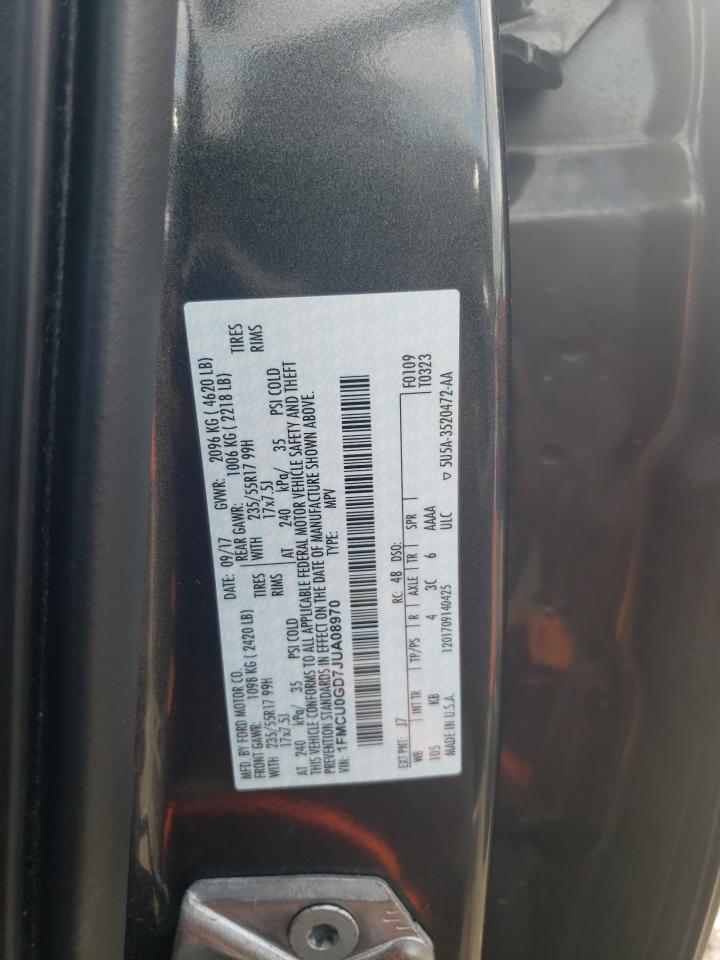 MFD. BY FORD MOTOR CO. DATE: 09/17 GVWR: 2096 KG ( 4620 LB)
FRONT GAWR: 1098 KG ( 2420 LB) REAR GAWR: 1006 KG ( 2218 LB)
WITH 235/55R17 99H TIRES WITH 235/55R17 99H TIRES
17x7.5J RIMS 17x7.5J RIMS
AT 240 kPa/ 35 PSI COLD AT 240 kPa/ 35 PSI COLD
THIS VEHICLE CONFORMS TO ALL APPLICABLE FEDERAL MOTOR VEHICLE SAFETY AND THEFT
PREVENTION STANDARDS IN EFFECT ON THE DATE OF MANUFACTURE SHOWN ABOVE.
VIN: 1FMCU0GD7JUA08970 TYPE: MPV
F0109
T0323
EXT PNT: J7 RC: 48 DSO:
WB INT TR TP/PS R AXLE TR SPR
105 KB 4 3C 6 AAAA
MADE IN U.S.A. 1201709140425 ULC ▽ 5U5A-3520472-AA